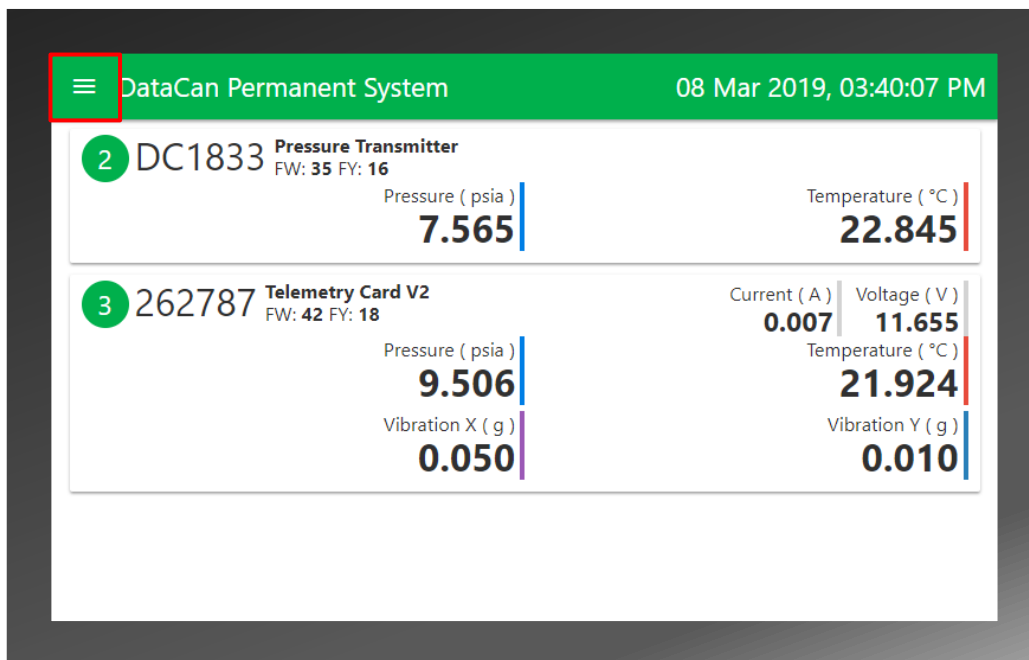 DataCan Permanent System 08 Mar 2019, 03:40:07 PM
2 DC1833 Pressure Transmitter
FW: 35 FY: 16
Pressure ( psia ) Temperature ( °C )
7.565 22.845
3 262787 Telemetry Card V2 Current ( A ) Voltage ( V )
FW: 42 FY: 18 0.007 11.655
Pressure ( psia ) Temperature ( °C )
9.506 21.924
Vibration X ( g ) Vibration Y ( g )
0.050 0.010